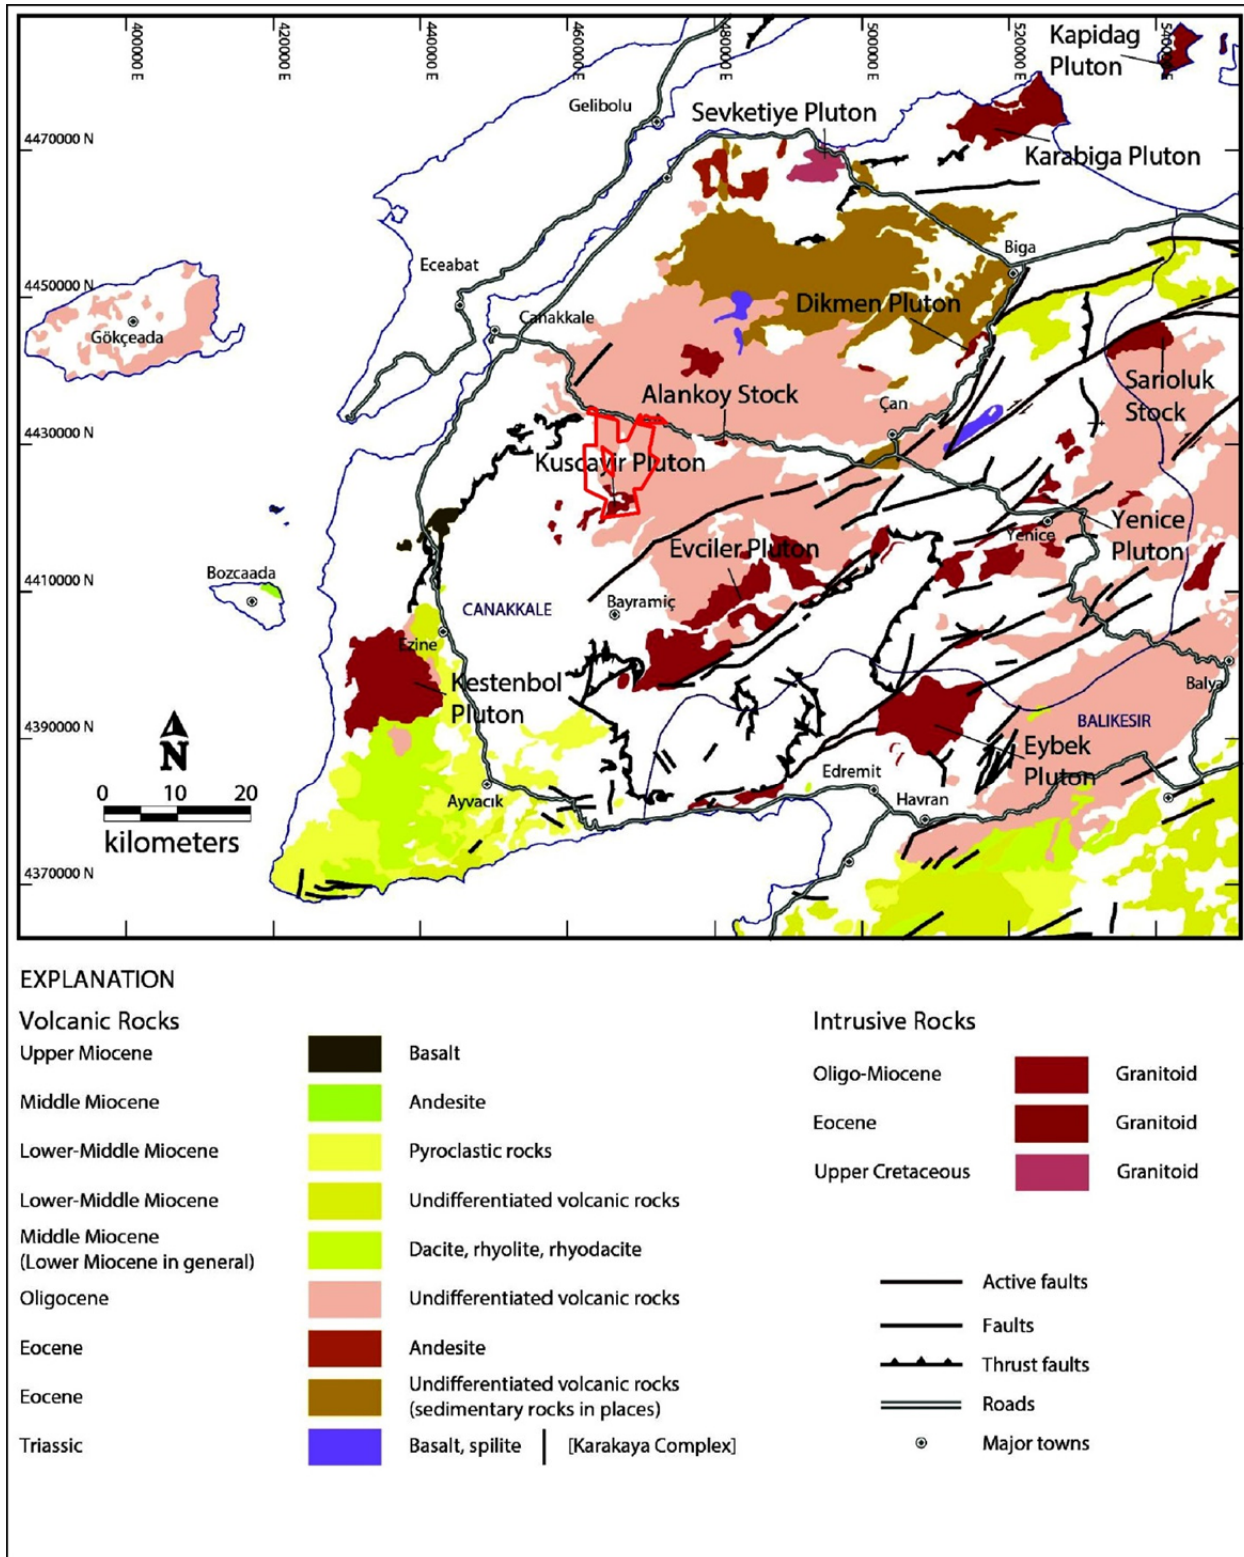 400000 E
420000 E
440000 E
460000 E
480000 E
500000 E
520000 E
540000 E
Kapidag
Pluton
Gelibolu
Sevketiye Pluton
4470000 N
Karabiga Pluton
Eceabat
Biga
4450000 N
Gökçeada
Canakkale
Dikmen Pluton
Alankoy Stock
Sarioluk
Stock
Çan
4430000 N
Kuscayir Pluton
Yenice
Pluton
Yenice
Evciler Pluton
Bozcaada
4410000 N
CANAKKALE
Bayramiç
Ezine
Kestenbol
Pluton
Balya
4390000 N
BALIKESIR
N
Eybek
Pluton
Edremit
0 10 20
kilometers
Ayvacık
Havran
4370000 N
EXPLANATION
Volcanic Rocks
Upper Miocene
Basalt
Middle Miocene
Andesite
Lower-Middle Miocene
Pyroclastic rocks
Lower-Middle Miocene
Undifferentiated volcanic rocks
Middle Miocene
(Lower Miocene in general)
Dacite, rhyolite, rhyodacite
Oligocene
Undifferentiated volcanic rocks
Eocene
Andesite
Eocene
Undifferentiated volcanic rocks
(sedimentary rocks in places)
Triassic
Basalt, spilite
[Karakaya Complex]
Intrusive Rocks
Oligo-Miocene
Granitoid
Eocene
Granitoid
Upper Cretaceous
Granitoid
Active faults
Faults
Thrust faults
Roads
Major towns